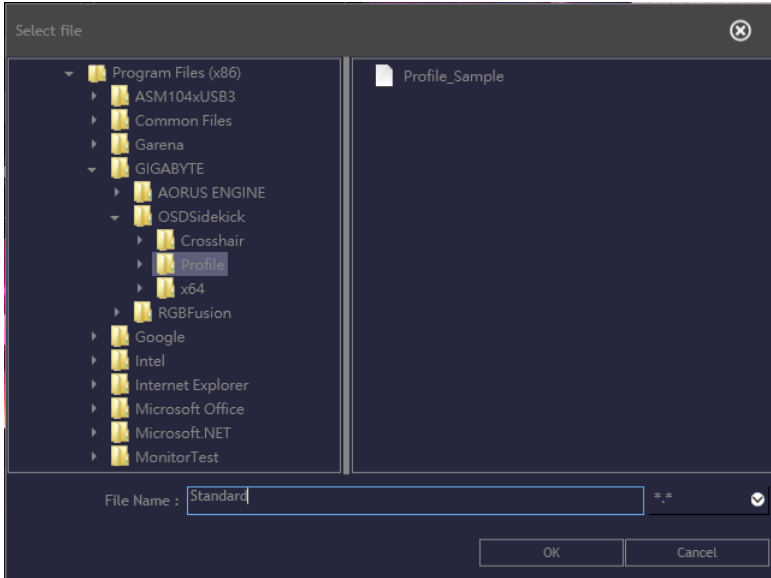 Select file
Program Files (x86)
ASM104xUSB3
Common Files
Garena
GIGABYTE
AORUS ENGINE
OSDSidekick
Crosshair
Profile
x64
RGBFusion
Google
Intel
Internet Explorer
Microsoft Office
Microsoft.NET
MonitorTest
Profile_Sample
File Name : Standard *.*
OK Cancel